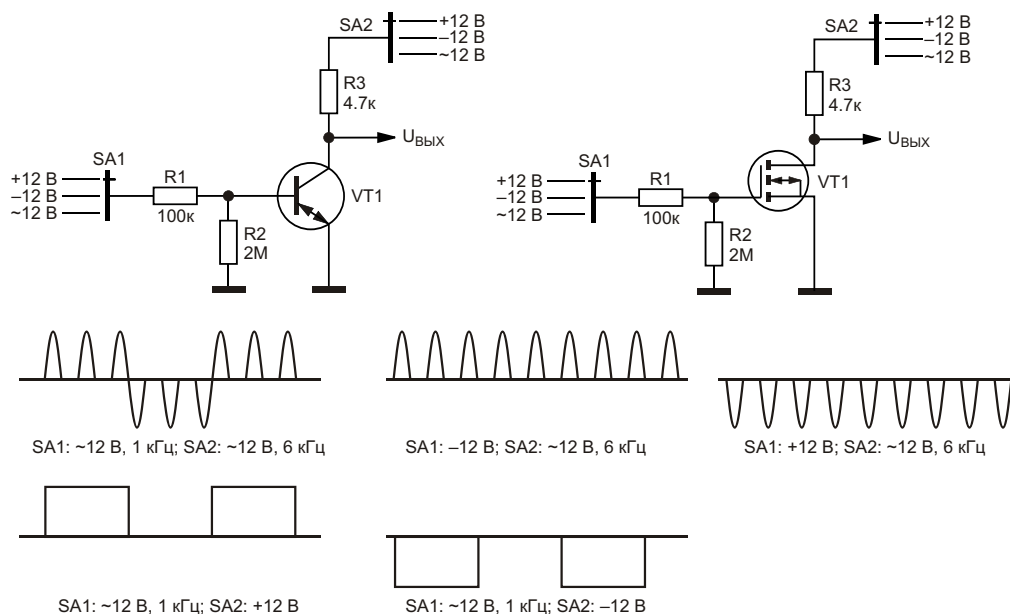 SA2
+12 В
–12 В
~12 В
R3
4.7к
UВЫХ
SA1
+12 В
–12 В
~12 В
R1
100к
VT1
R2
2М
SA2
+12 В
–12 В
~12 В
R3
4.7к
UВЫХ
SA1
+12 В
–12 В
~12 В
R1
100к
VT1
R2
2М
SA1: ~12 В, 1 кГц; SA2: ~12 В, 6 кГц
SA1: –12 В; SA2: ~12 В, 6 кГц
SA1: +12 В; SA2: ~12 В, 6 кГц
SA1: ~12 В, 1 кГц; SA2: +12 В
SA1: ~12 В, 1 кГц; SA2: –12 В